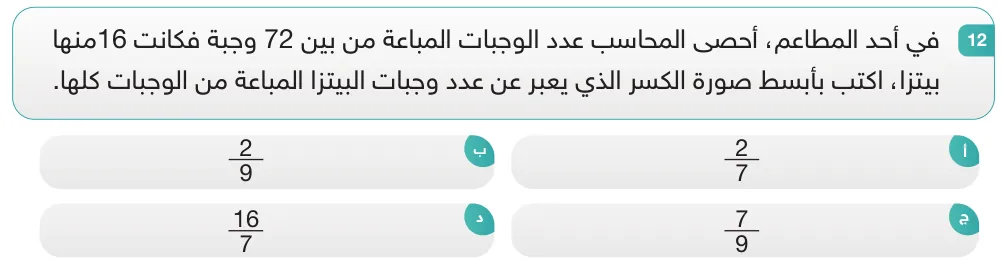 12 في أحد المطاعم، أحصى المحاسب عدد الوجبات المباعة من بين 72 وجبة فكانت 16منها
بيتزا، اكتب بأبسط صورة الكسر الذي يعبر عن عدد وجبات البيتزا المباعة من الوجبات كلها.
أ 2/7
ب 2/9
ج 7/9
د 16/7